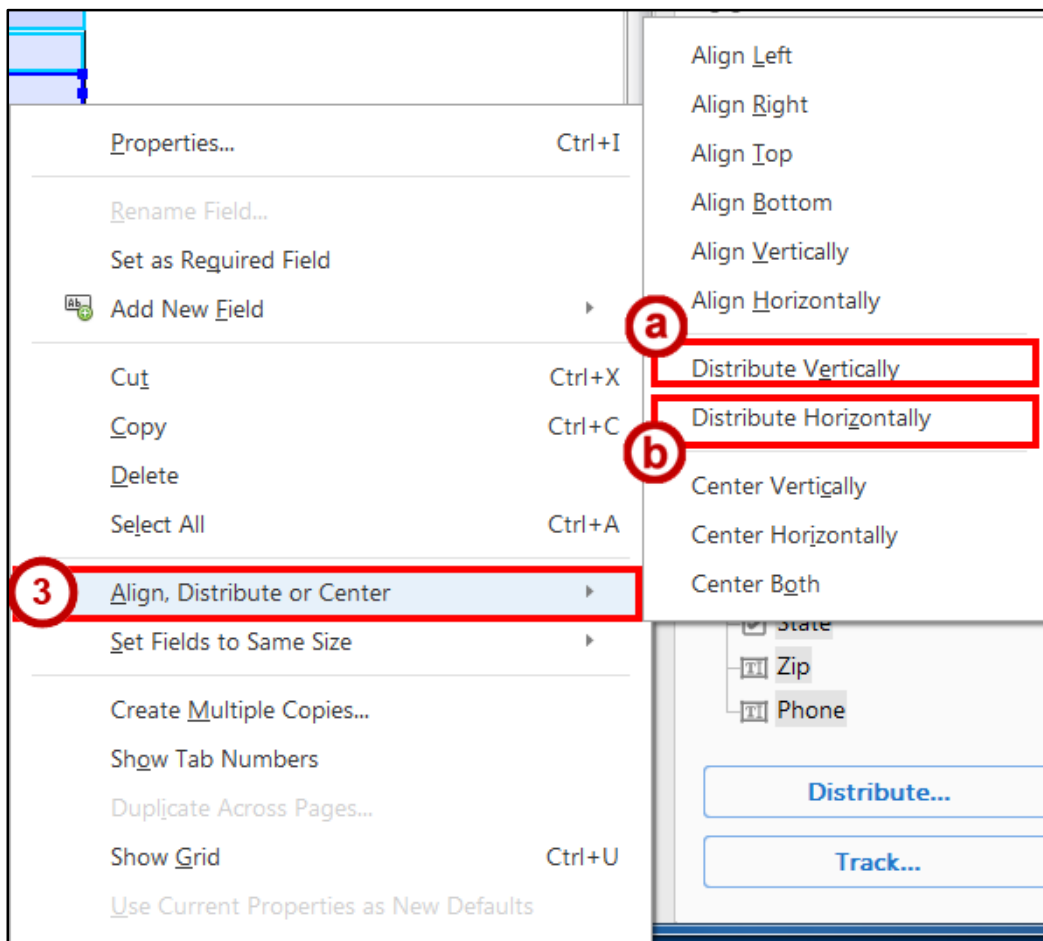 Properties... Ctrl+I
Rename Field...
Set as Required Field
Add New Field
Cut Ctrl+X
Copy Ctrl+C
Delete
Select All Ctrl+A
3 Align, Distribute or Center
Set Fields to Same Size
Create Multiple Copies...
Show Tab Numbers
Duplicate Across Pages...
Show Grid Ctrl+U
Use Current Properties as New Defaults
Align Left
Align Right
Align Top
Align Bottom
Align Vertically
Align Horizontally
a
Distribute Vertically
Distribute Horizontally
b
Center Vertically
Center Horizontally
Center Both
State
Zip
Phone
Distribute...
Track...